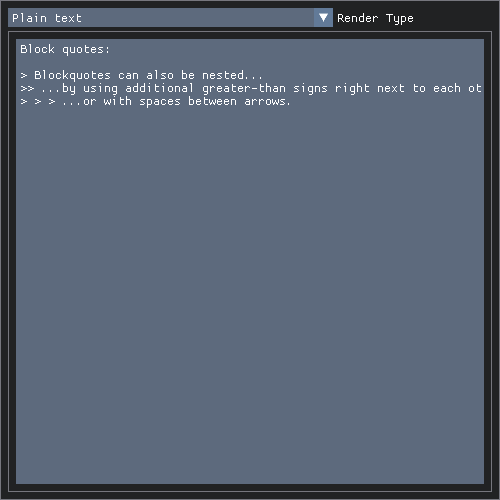 Plain text
Render Type
Block quotes:
> Blockquotes can also be nested...
>> ...by using additional greater-than signs right next to each ot
> > > ...or with spaces between arrows.